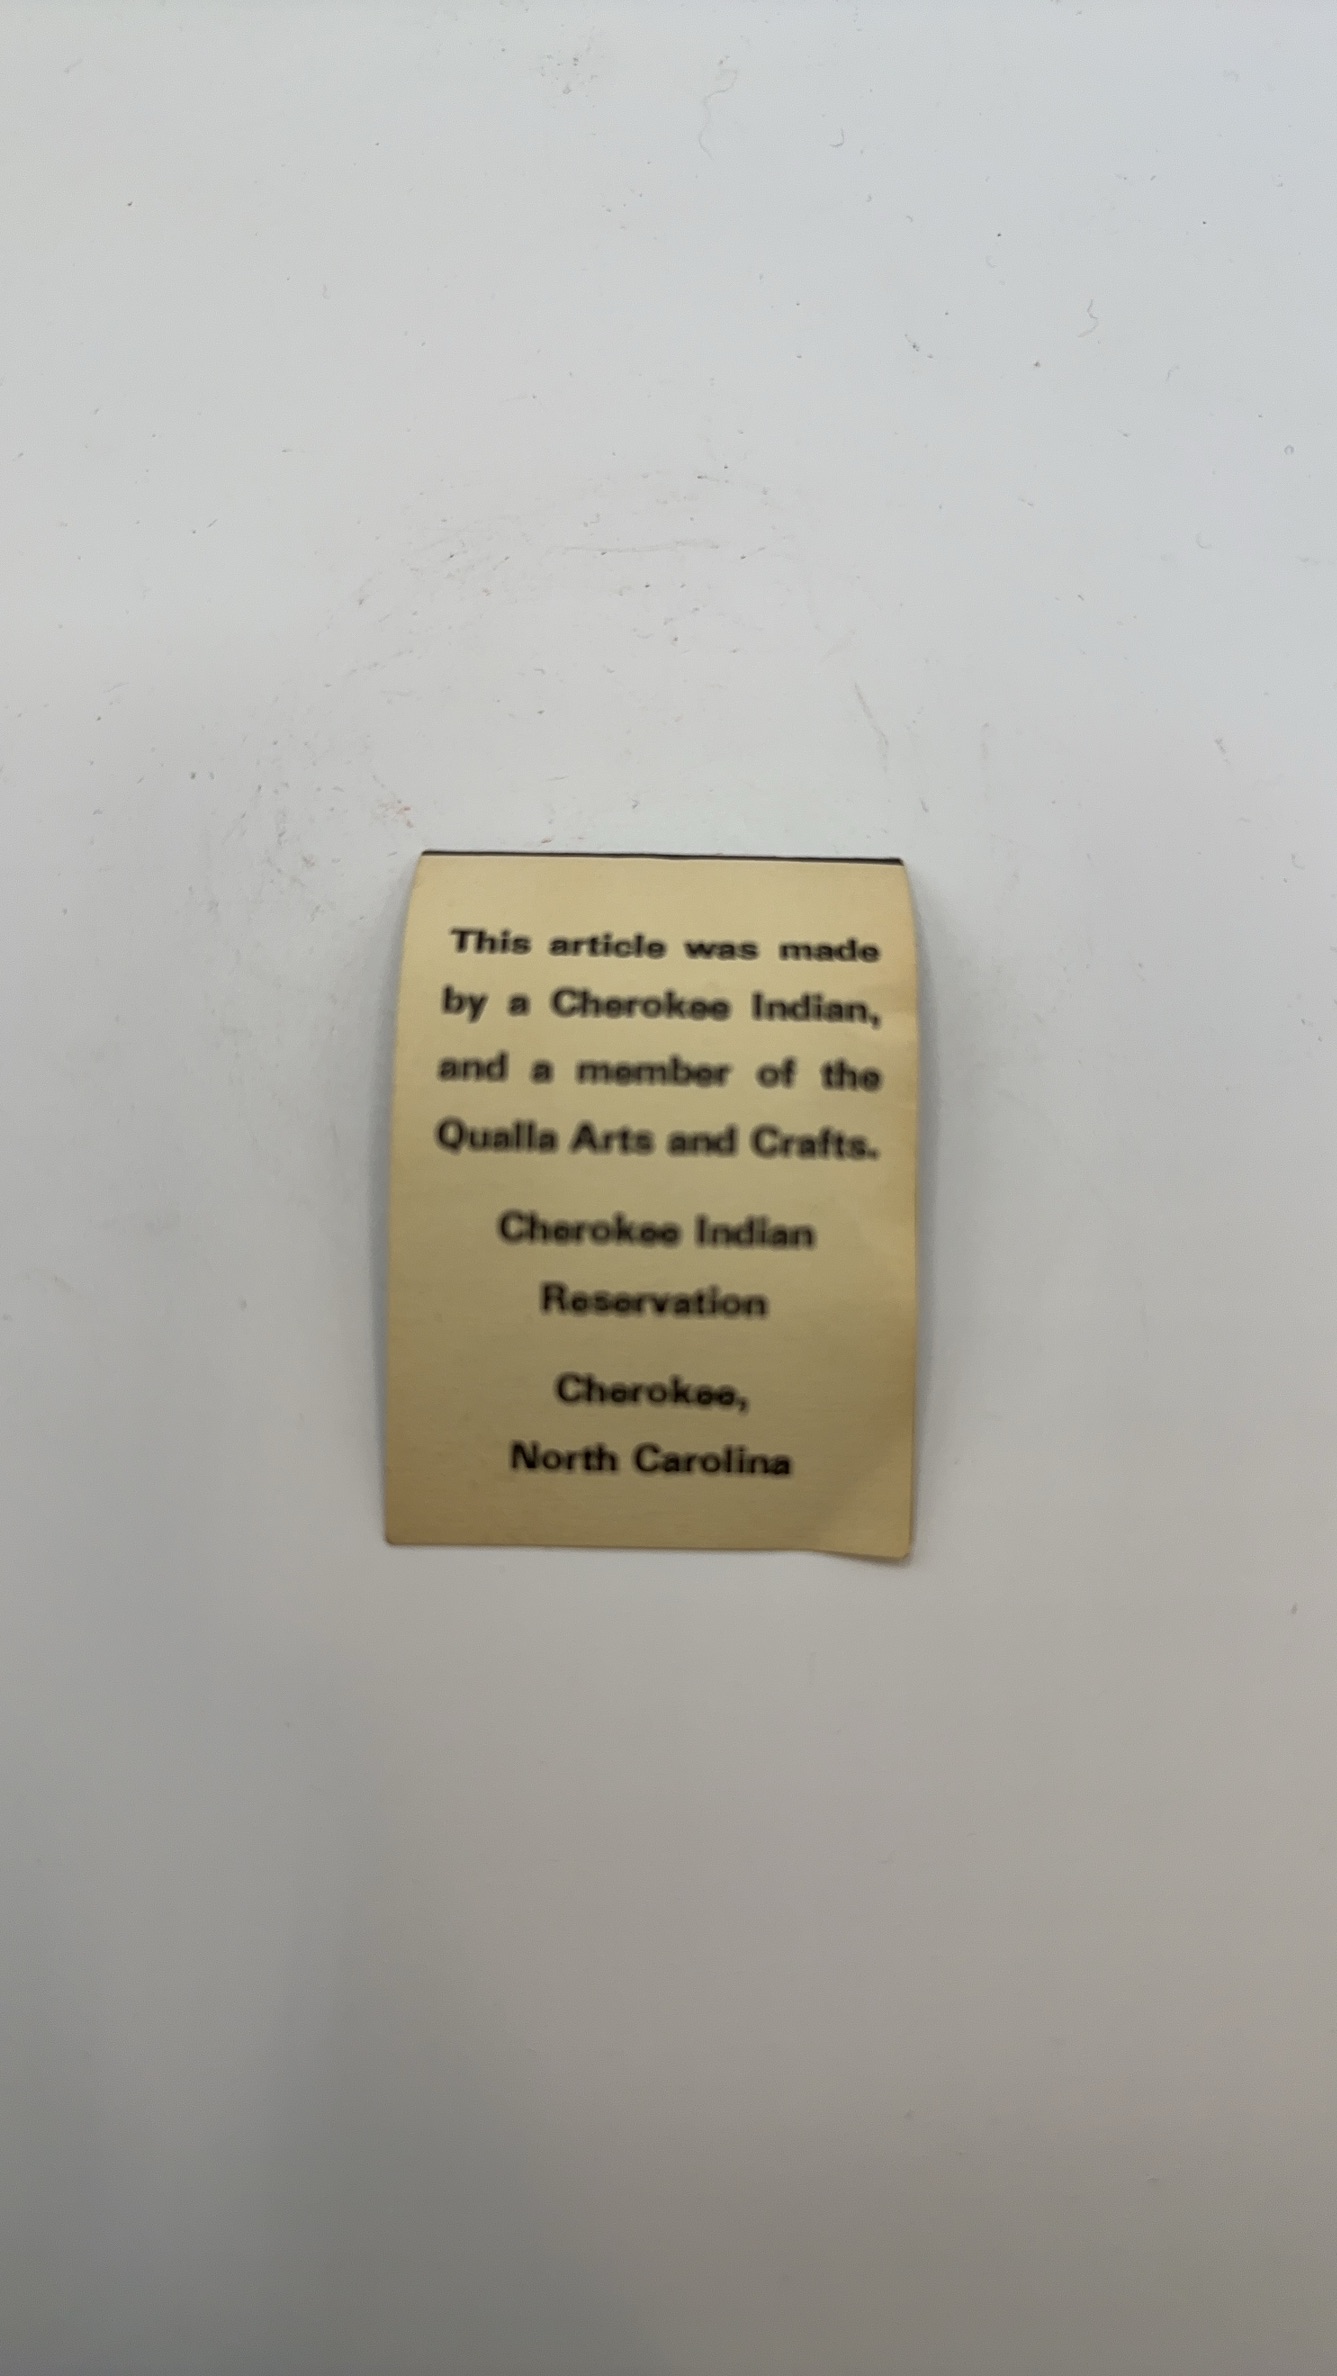 This article was made
by a Cherokee Indian,
and a member of the
Qualla Arts and Crafts.
Cherokee Indian
Reservation
Cherokee,
North Carolina